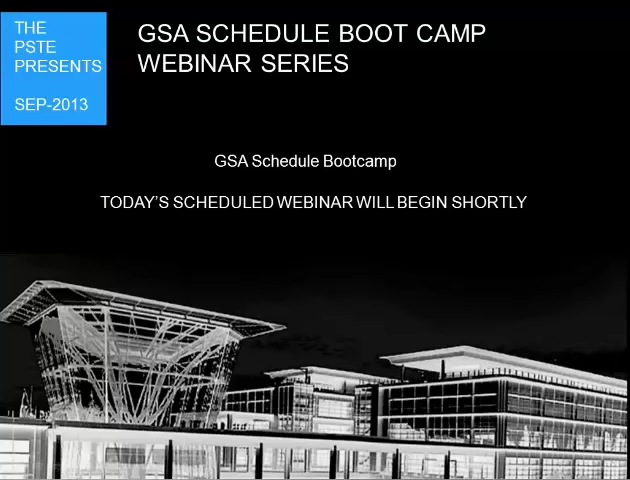 THE
PSTE
PRESENTS
SEP-2013
GSA SCHEDULE BOOT CAMP
WEBINAR SERIES
GSA Schedule Bootcamp
TODAY’S SCHEDULED WEBINAR WILL BEGIN SHORTLY